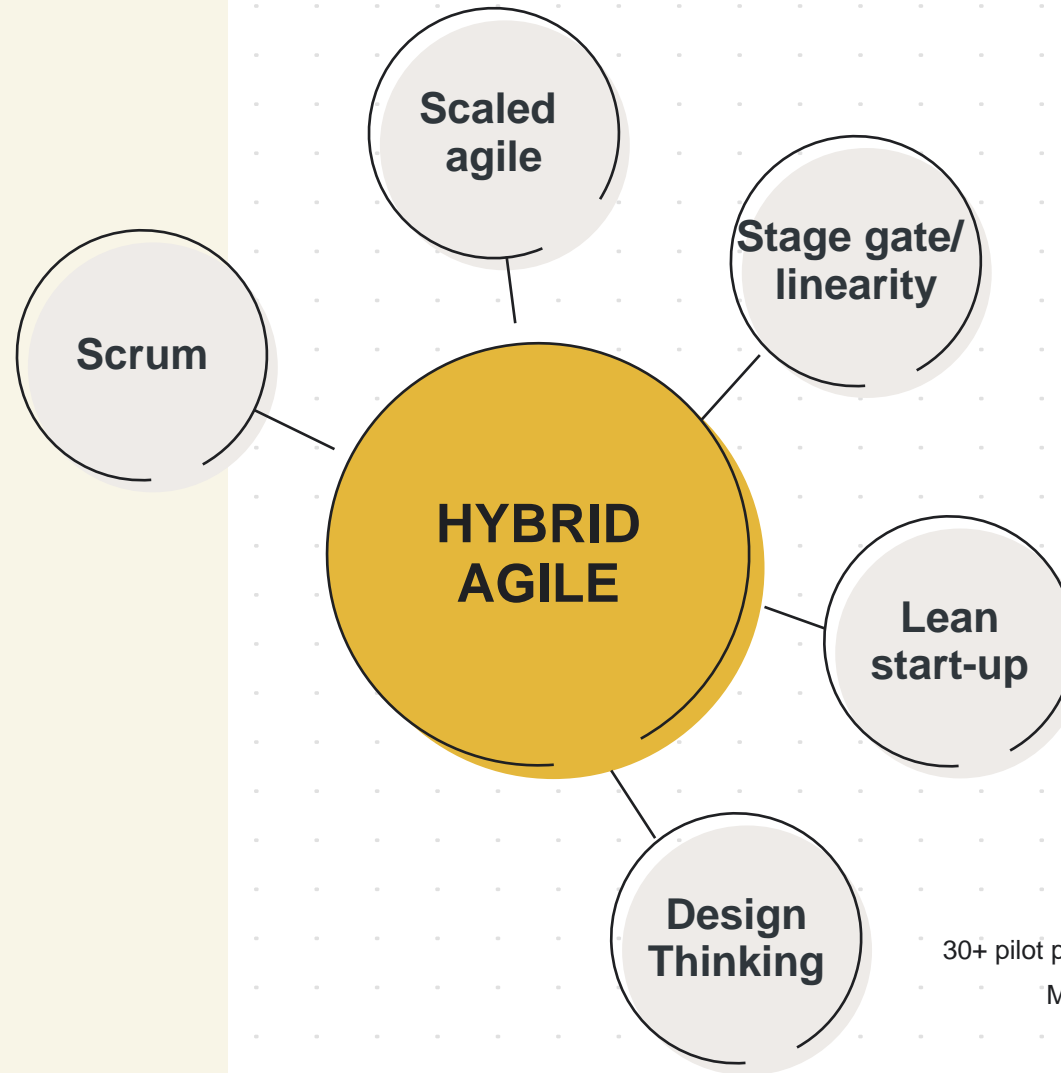 Scaled
agile
Stage gate/
linearity
Scrum
HYBRID
AGILE
Lean
start-up
Design
Thinking
30+ pilot